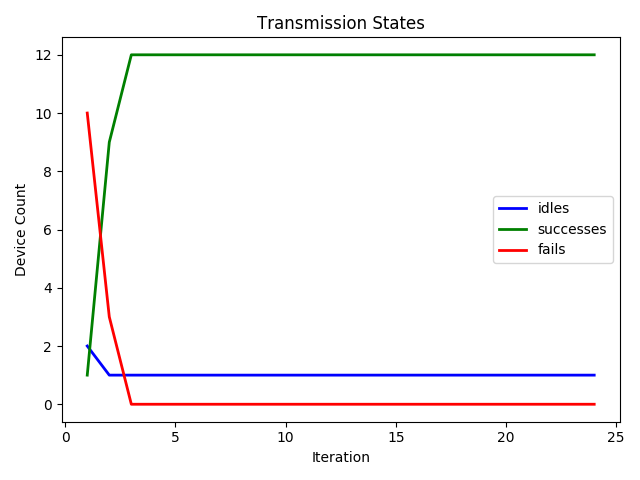 Transmission States
Device Count
12
10
8
6
4
2
0
idles
successes
fails
0 5 10 15 20 25
Iteration